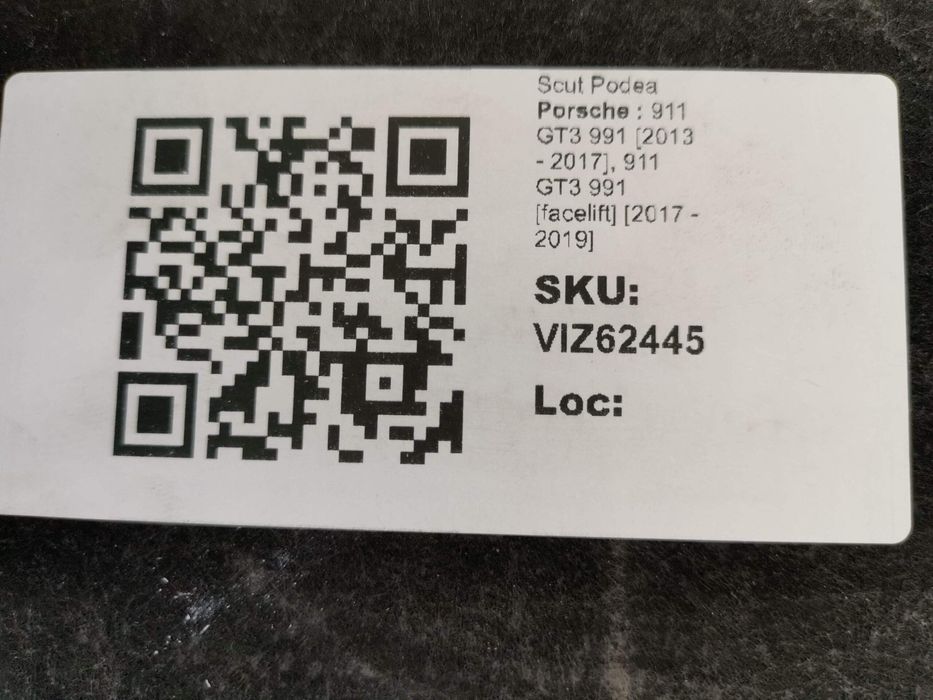 Scut Podea
Porsche : 911
GT3 991 [2013
- 2017], 911
GT3 991
[facelift] [2017 -
2019]
SKU:
VIZ62445
Loc: